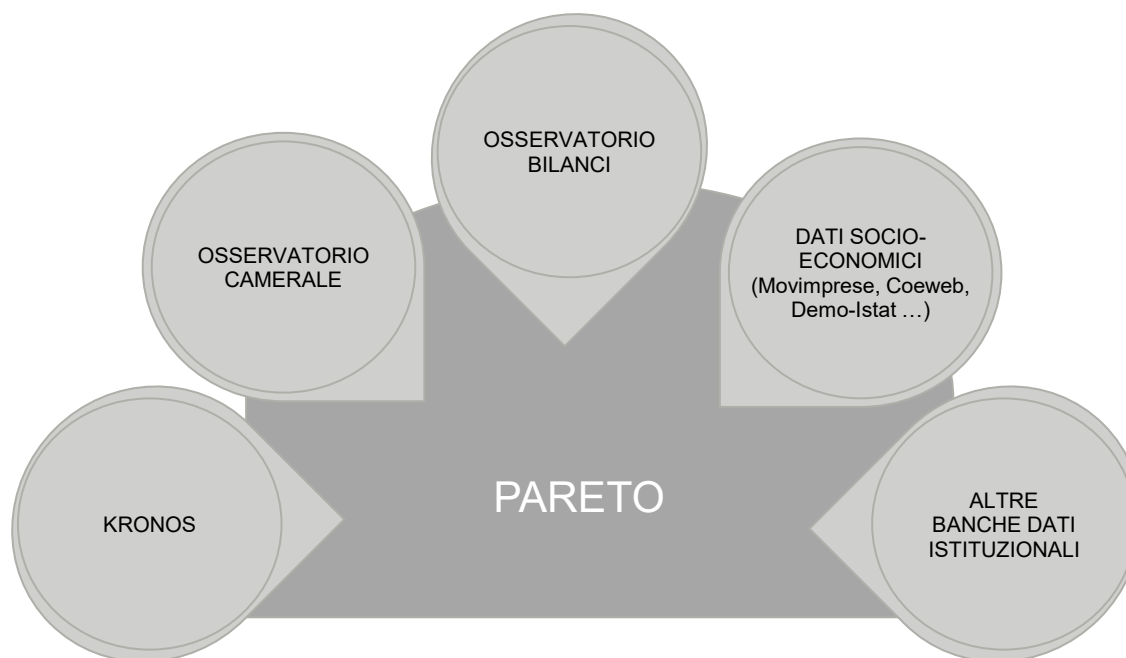 OSSERVATORIO
BILANCI
OSSERVATORIO
CAMERALE
DATI SOCIO-
ECONOMICI
(Movimprese, Coeweb,
Demo-Istat …)
KRONOS
PARETO
ALTRE
BANCHE DATI
ISTITUZIONALI